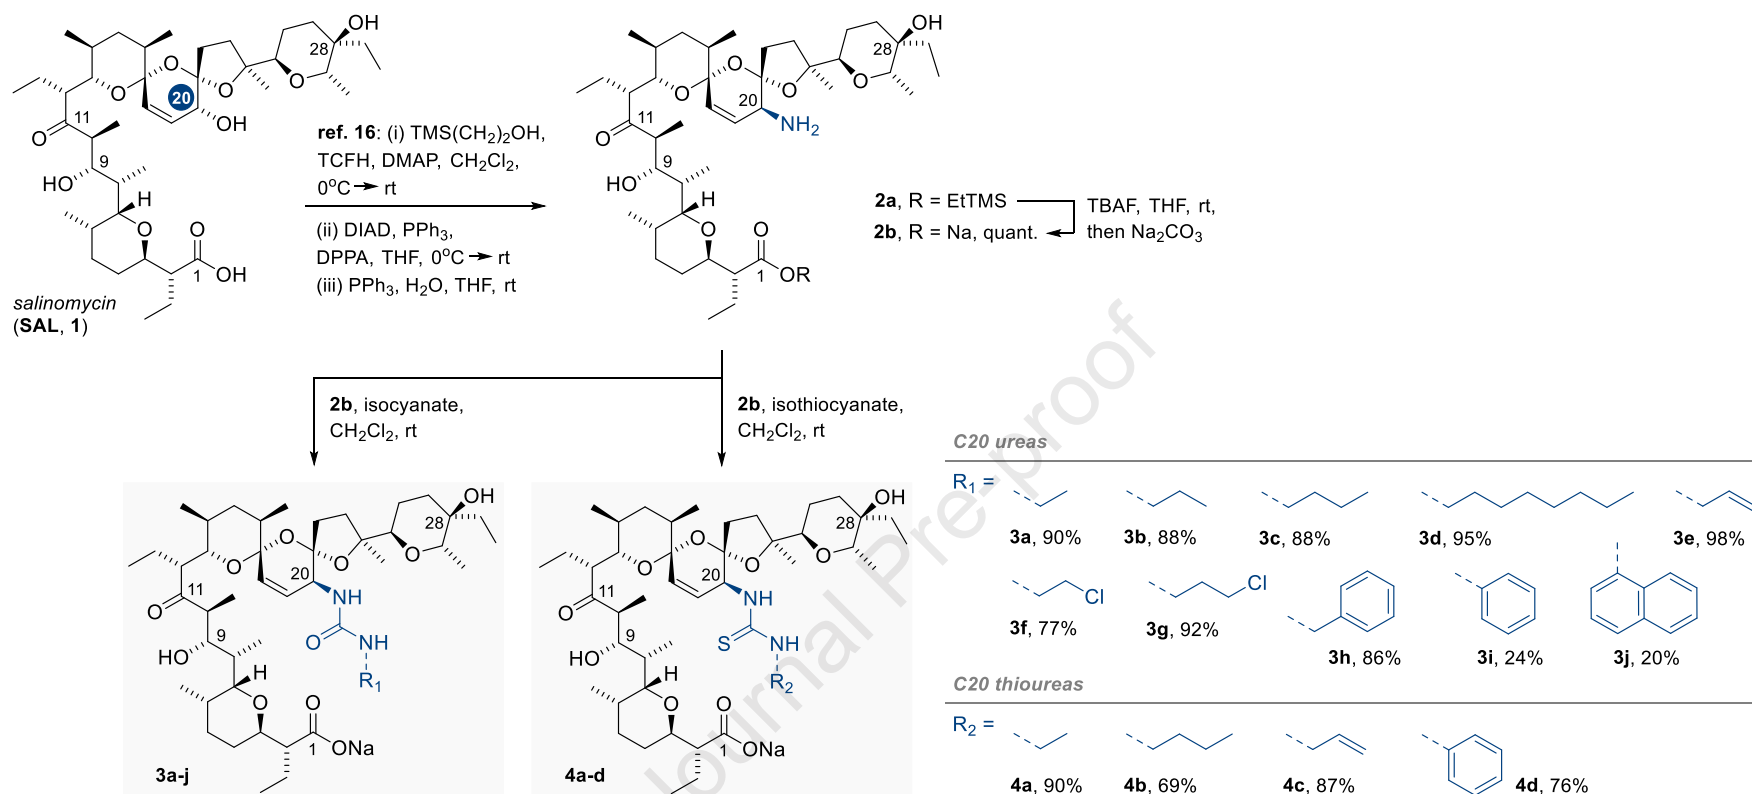 OH
28
O
O
O
O
O
20
OH
11
O
9
HO
H
O
O
1
OH
salinomycin
(SAL, 1)
ref. 16: (i) TMS(CH2)2OH,
TCFH, DMAP, CH2Cl2,
0°C → rt
(ii) DIAD, PPh3,
DPPA, THF, 0°C → rt
(iii) PPh3, H2O, THF, rt
OH
28
O
O
O
O
20
NH2
11
O
9
HO
H
O
O
1
OR
2a, R = EtTMS
2b, R = Na, quant.
TBAF, THF, rt,
then Na2CO3
2b, isocyanate,
CH2Cl2, rt
2b, isothiocyanate,
CH2Cl2, rt
OH
28
O
O
O
O
20
NH
11
O
O
NH
R1
9
HO
H
O
O
1
ONa
3a-j
OH
28
O
O
O
O
20
NH
11
O
S
NH
R2
9
HO
H
O
O
1
ONa
4a-d
C20 ureas
R1 =
3a, 90%
3b, 88%
3c, 88%
3d, 95%
3e, 98%
Cl
3f, 77%
Cl
3g, 92%
3h, 86%
3i, 24%
3j, 20%
C20 thioureas
R2 =
4a, 90%
4b, 69%
4c, 87%
4d, 76%
Journal Pre-proof